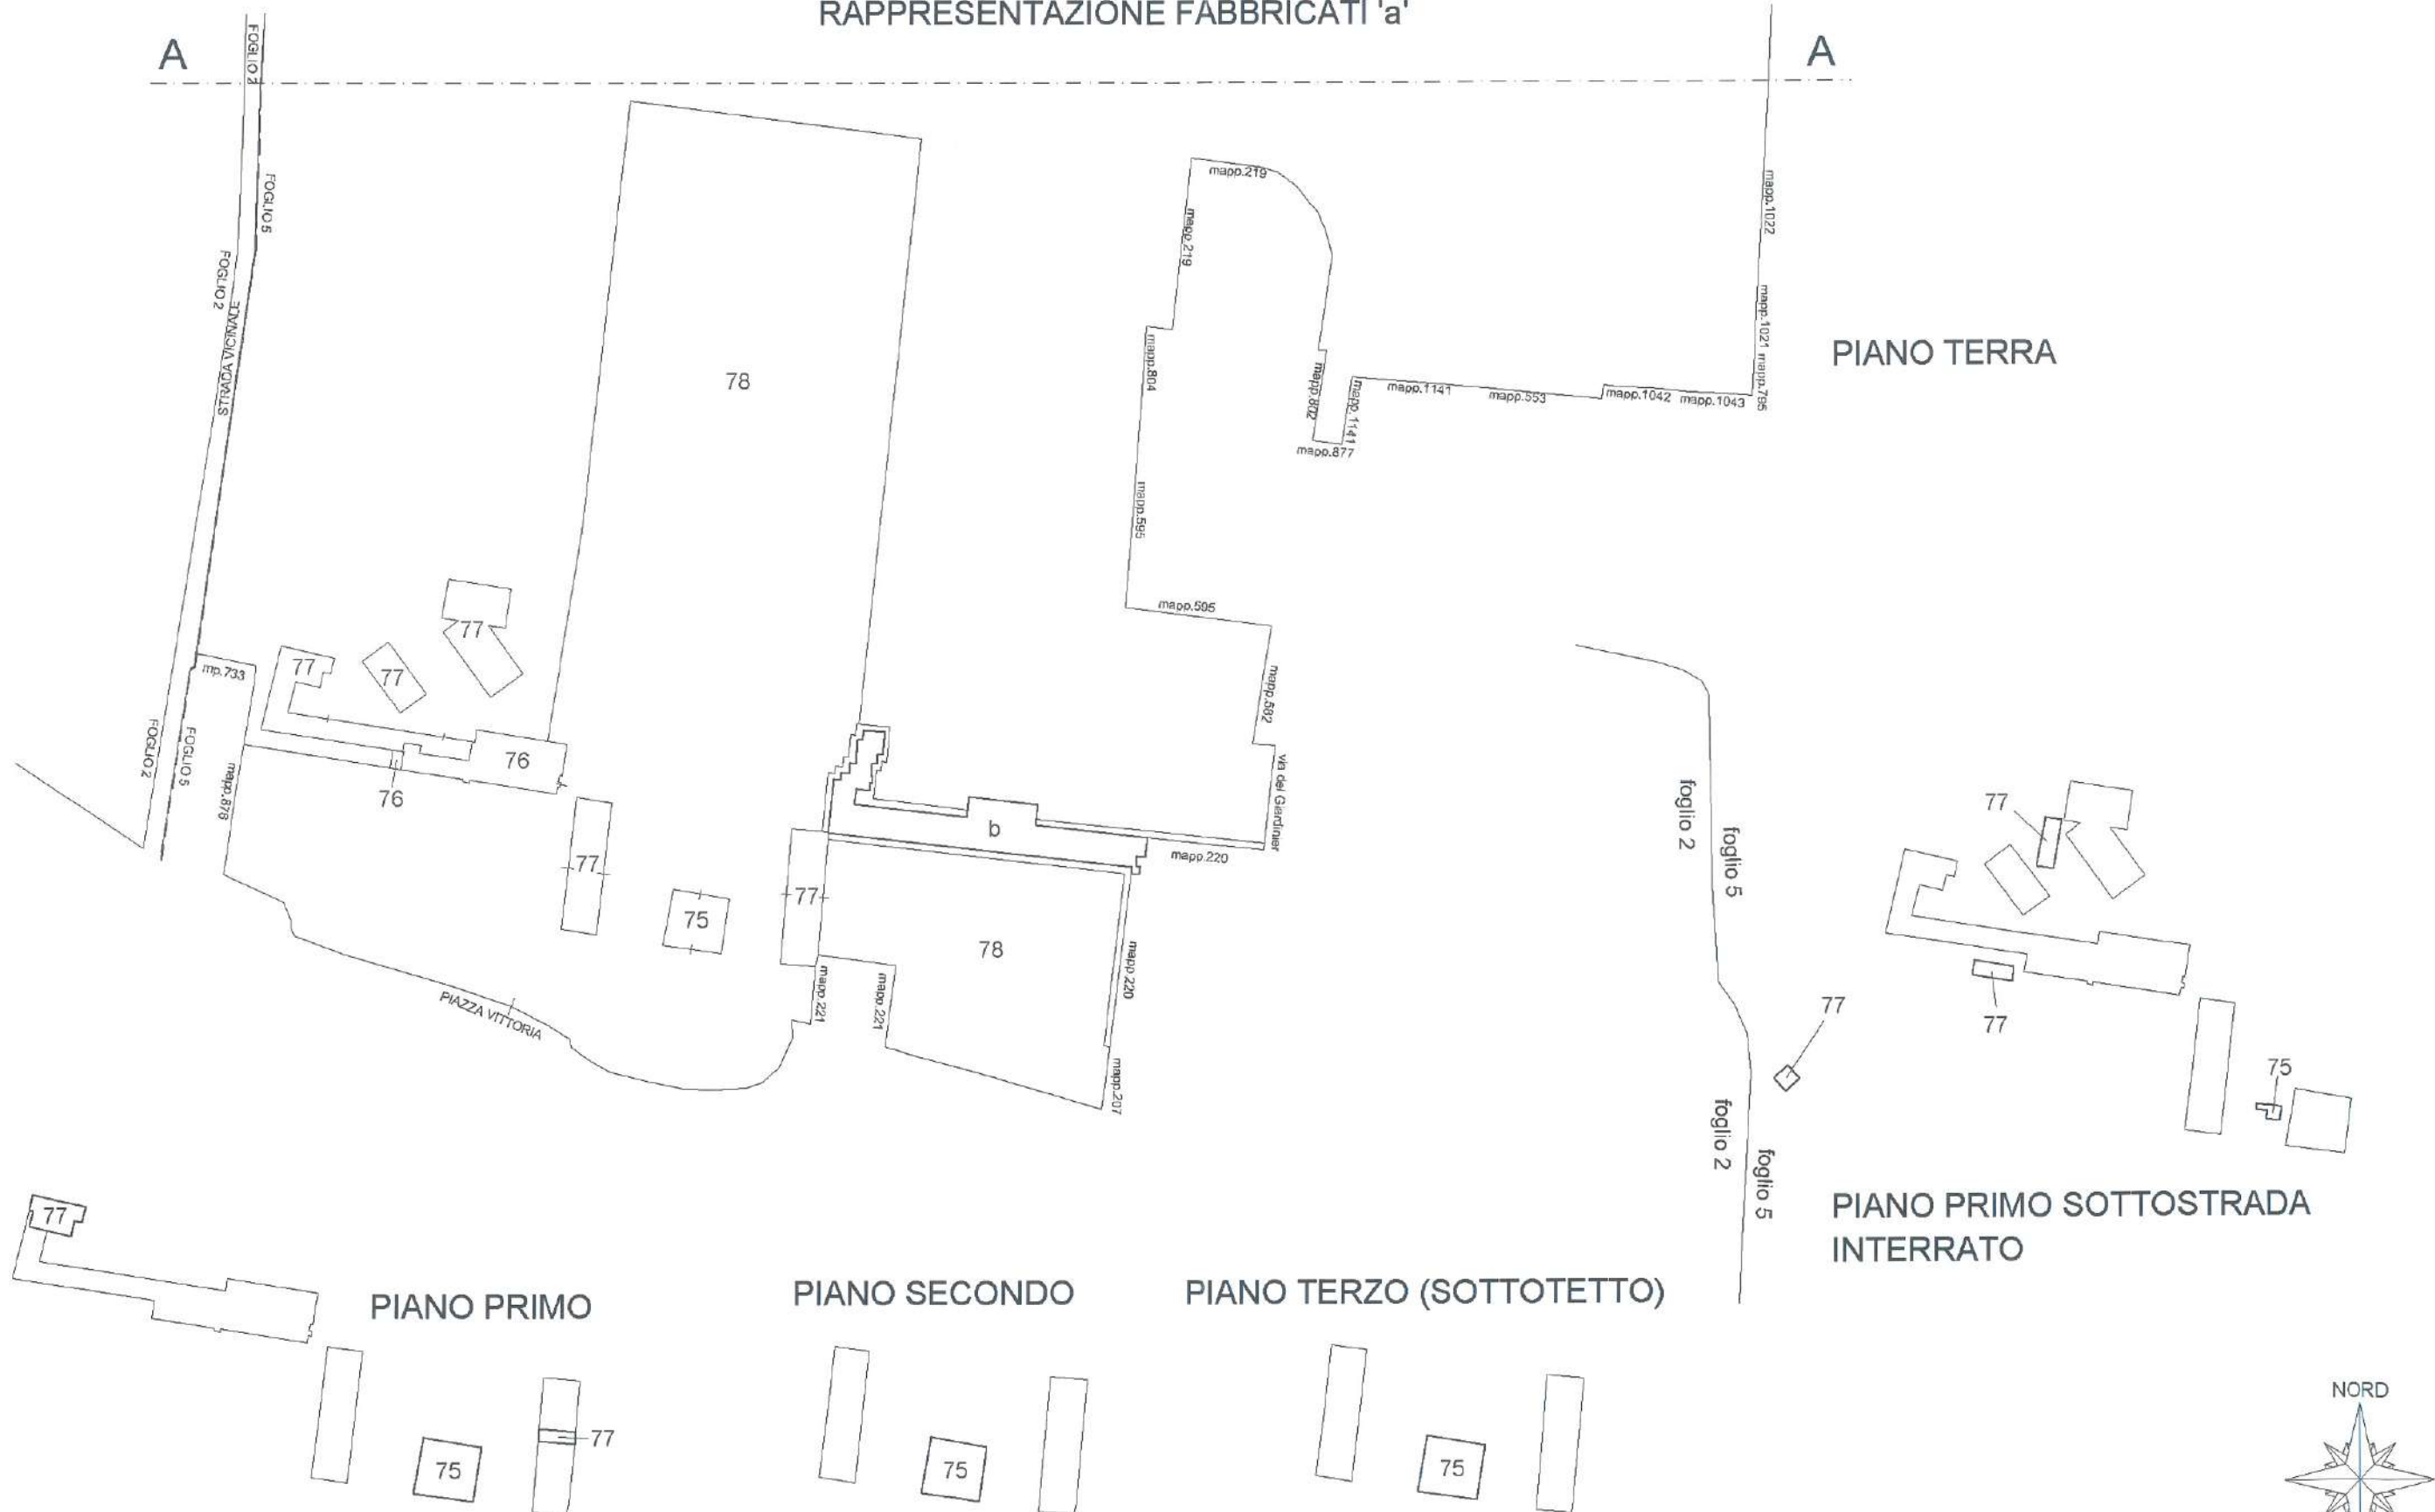 RAPPRESENTAZIONE FABBRICATI 'a'
A
A
FOGLIO 2
FOGLIO 5
FOGLIO 2
STRADA VICINALE
78
mapp.219
mapp.219
mapp.804
mapp.595
mapp.595
mapp.802
mapp.877
mapp.1141
mapp.1141
mapp.553
mapp.1042
mapp.1043
mapp.1022
mapp.1021
mapp.795
PIANO TERRA
77
77
77
mp.733
76
76
FOGLIO 2
FOGLIO 5
mapp.878
77
75
77
b
78
mapp.582
via dei Giardinier
mapp.220
mapp.220
mapp.221
mapp.221
mapp.207
PIAZZA VITTORIA
foglio 2
foglio 5
foglio 2
foglio 5
77
77
77
75
PIANO PRIMO SOTTOSTRADA
INTERRATO
77
PIANO PRIMO
75
77
PIANO SECONDO
75
PIANO TERZO (SOTTOTETTO)
75
NORD